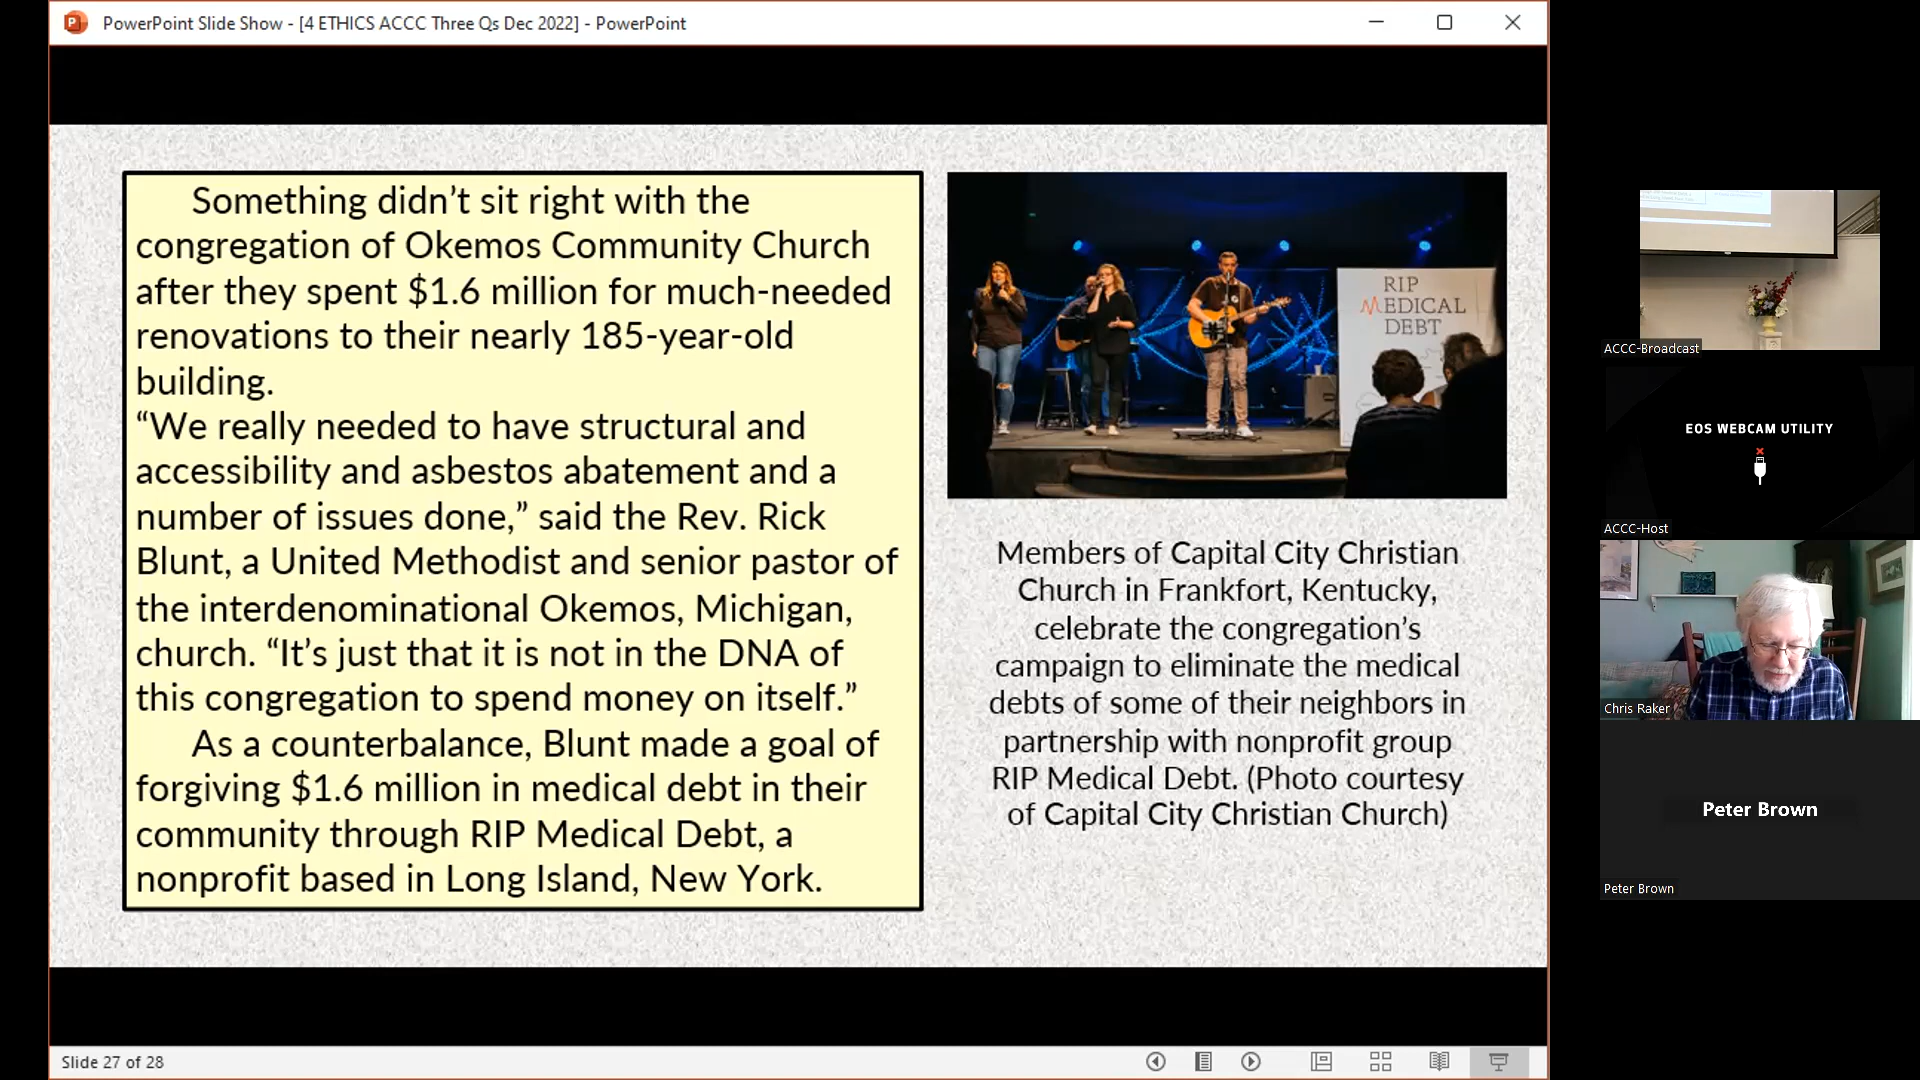 PowerPoint Slide Show - [4 ETHICS ACCC Three Qs Dec 2022] - PowerPoint
Something didn’t sit right with the
congregation of Okemos Community Church
after they spent $1.6 million for much-needed
renovations to their nearly 185-year-old
building.
“We really needed to have structural and
accessibility and asbestos abatement and a
number of issues done,” said the Rev. Rick
Blunt, a United Methodist and senior pastor of
the interdenominational Okemos, Michigan,
church. “It’s just that it is not in the DNA of
this congregation to spend money on itself.”
As a counterbalance, Blunt made a goal of
forgiving $1.6 million in medical debt in their
community through RIP Medical Debt, a
nonprofit based in Long Island, New York.
RIP
MEDICAL
DEBT
Members of Capital City Christian
Church in Frankfort, Kentucky,
celebrate the congregation’s
campaign to eliminate the medical
debts of some of their neighbors in
partnership with nonprofit group
RIP Medical Debt. (Photo courtesy
of Capital City Christian Church)
ACCC-Broadcast
EOS WEBCAM UTILITY
ACCC-Host
Chris Raker
Peter Brown
Peter Brown
Slide 27 of 28